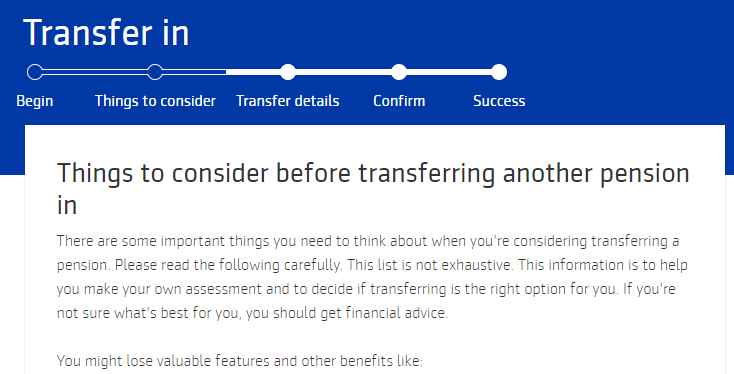 Transfer in
Begin Things to consider Transfer details Confirm Success
Things to consider before transferring another pension
in
There are some important things you need to think about when you're considering transferring a
pension. Please read the following carefully. This list is not exhaustive. This information is to help
you make your own assessment and to decide if transferring is the right option for you. If you're
not sure what's best for you, you should get financial advice.
You might lose valuable features and other benefits like: